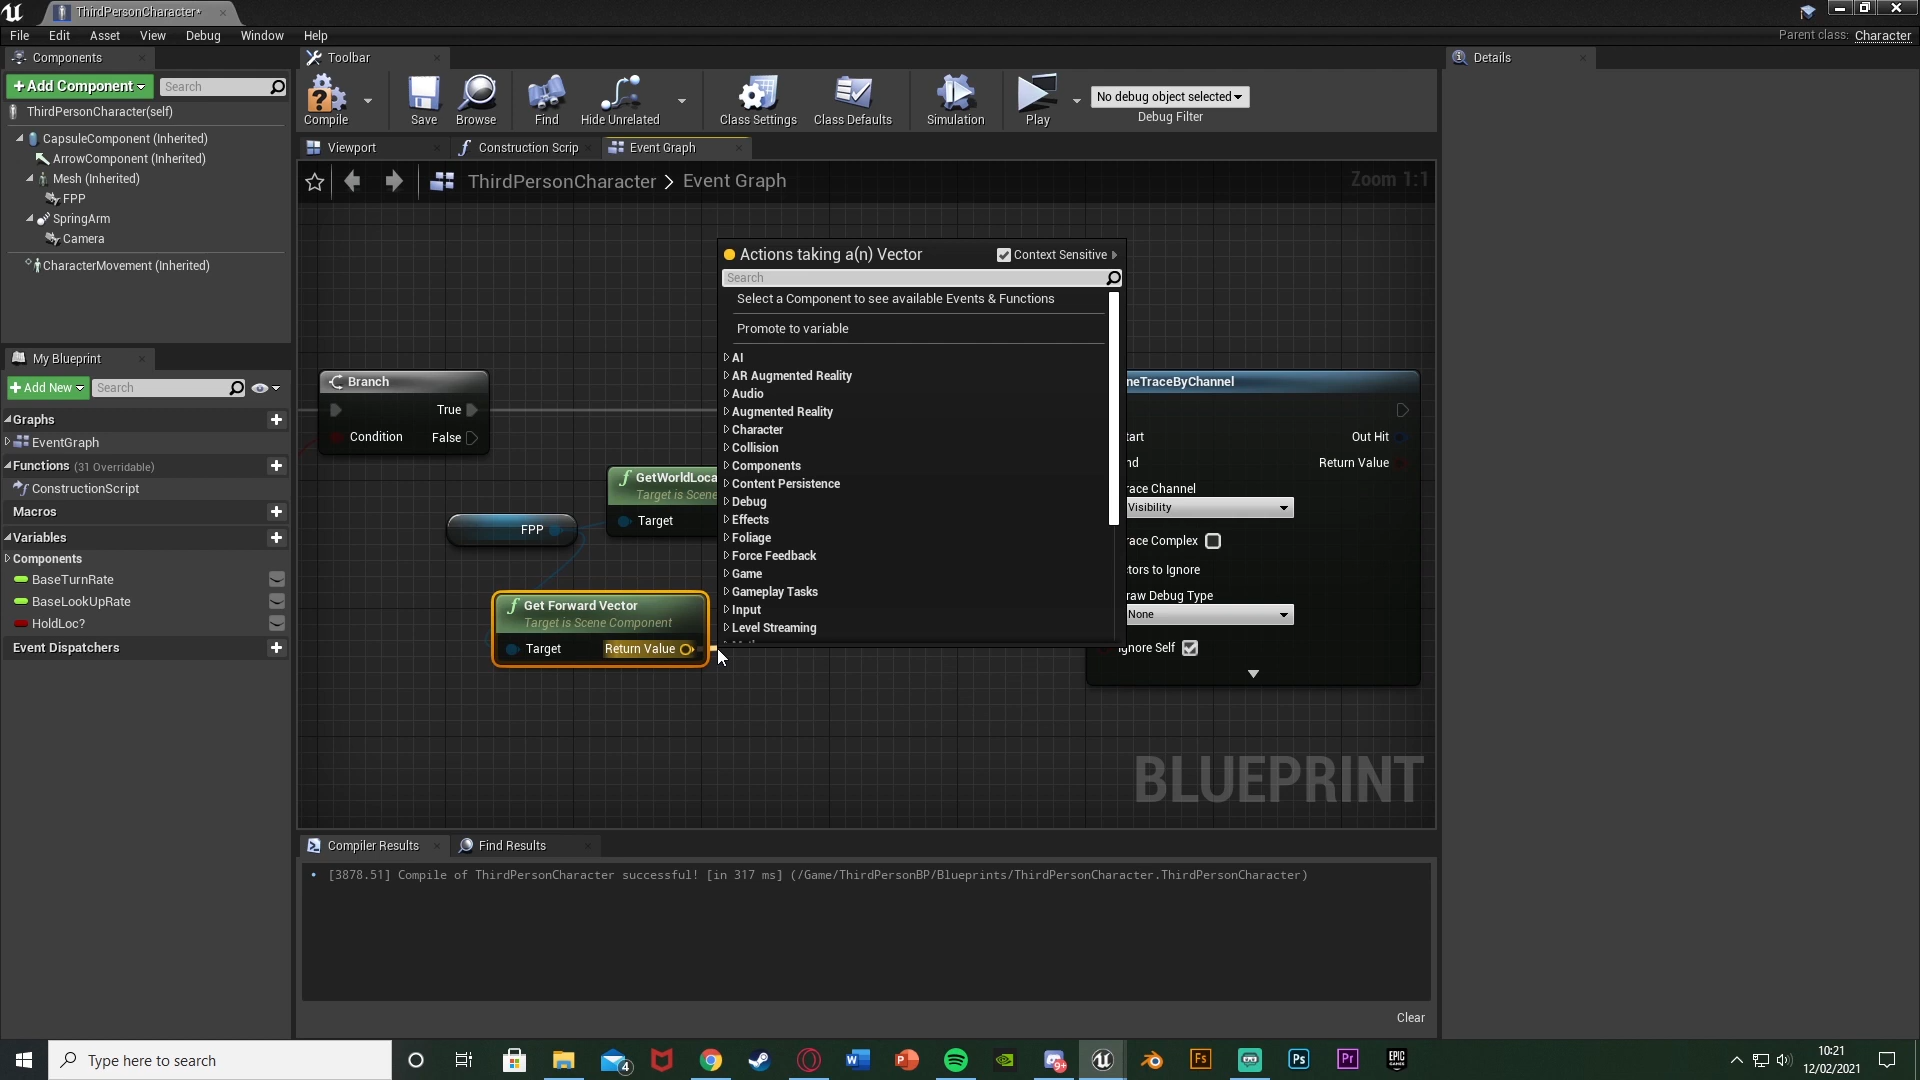 ThirdPersonCharacter*
File Edit Asset View Debug Window Help
Parent class: Character
Components
Toolbar
Details
+Add Component
Search
ThirdPersonCharacter(self)
CapsuleComponent (Inherited)
ArrowComponent (Inherited)
Mesh (Inherited)
FPP
SpringArm
Camera
CharacterMovement (Inherited)
Compile
Save
Browse
Find
Hide Unrelated
Class Settings
Class Defaults
Simulation
Play
No debug object selected
Debug Filter
Viewport
Construction Scrip
Event Graph
ThirdPersonCharacter > Event Graph
Zoom 1:1
My Blueprint
+Add New
Search
Graphs
EventGraph
Functions (31 Overridable)
ConstructionScript
Macros
Variables
Components
BaseTurnRate
BaseLookUpRate
HoldLoc?
Event Dispatchers
Branch
True
Condition
False
GetWorldLoca
Target is Scene
Target
FPP
Get Forward Vector
Target is Scene Component
Target
Return Value
Actions taking a(n) Vector
Context Sensitive
Search
Select a Component to see available Events & Functions
Promote to variable
AI
AR Augmented Reality
Audio
Augmented Reality
Character
Collision
Components
Content Persistence
Debug
Effects
Foliage
Force Feedback
Game
Gameplay Tasks
Input
Level Streaming
neTraceByChannel
tart
Out Hit
nd
Return Value
race Channel
Visibility
race Complex
ctors to Ignore
raw Debug Type
None
gnore Self
BLUEPRINT
Compiler Results
Find Results
[3878.51] Compile of ThirdPersonCharacter successful! [in 317 ms] (/Game/ThirdPersonBP/Blueprints/ThirdPersonCharacter.ThirdPersonCharacter)
Clear
Type here to search
4
W
P
9+
Fs
Ps
Pr
EPIC
GAMES
10:21
12/02/2021